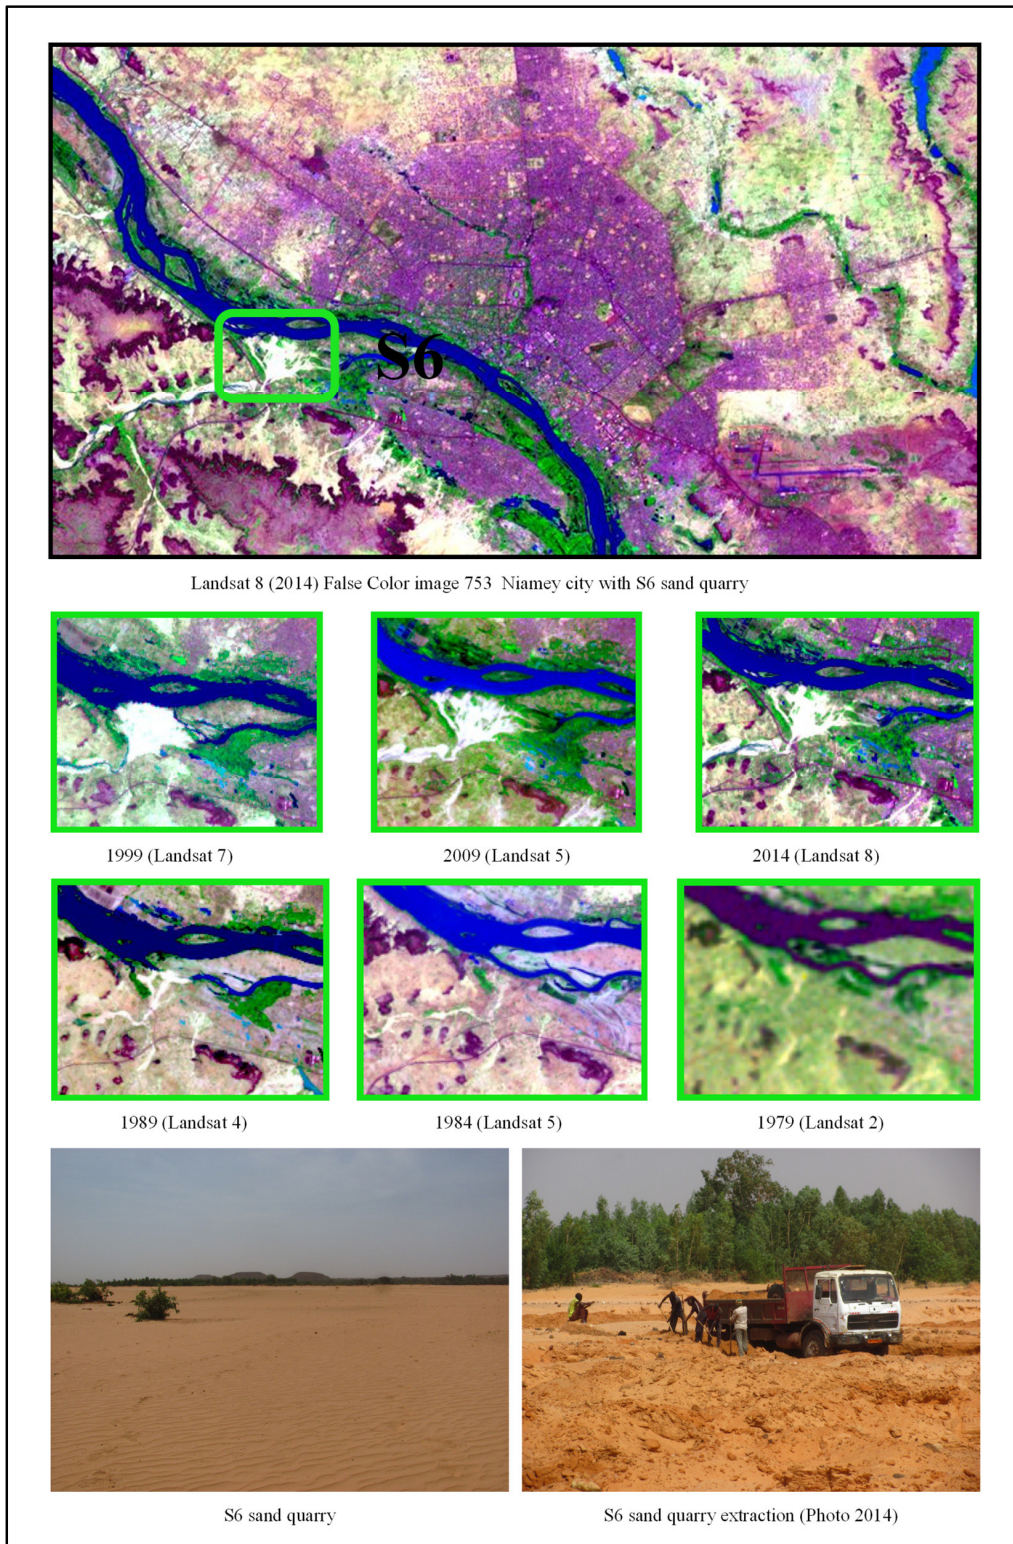 S6
Landsat 8 (2014) False Color image 753 Niamey city with S6 sand quarry
1999 (Landsat 7)
2009 (Landsat 5)
2014 (Landsat 8)
1989 (Landsat 4)
1984 (Landsat 5)
1979 (Landsat 2)
S6 sand quarry
S6 sand quarry extraction (Photo 2014)